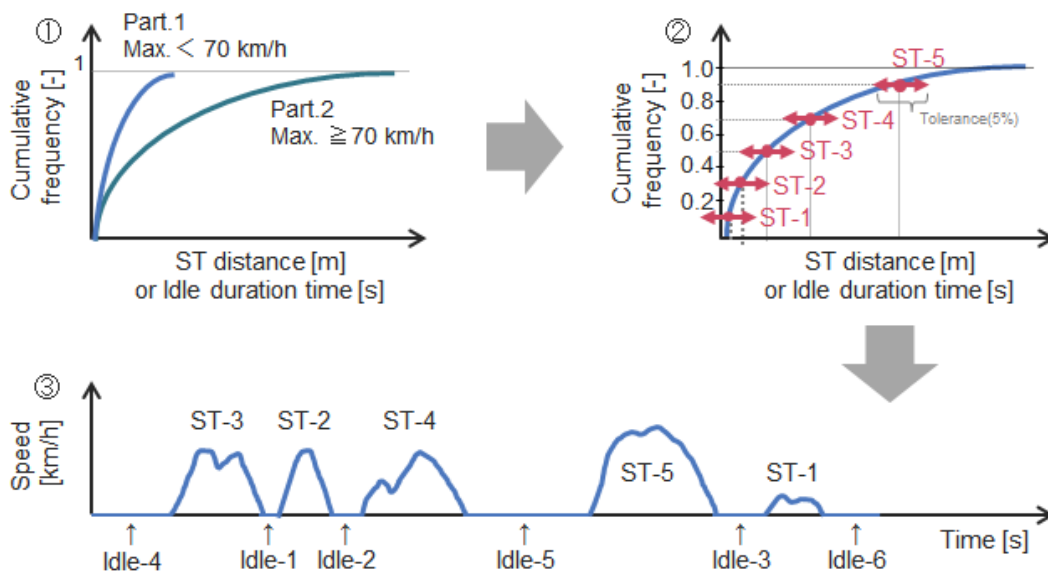 ①
Part.1
Max.＜ 70 km/h
1
Cumulative
frequency [-]
Part.2
Max. ≧70 km/h
ST distance [m]
or Idle duration time [s]
②
ST-5
1.0
0.8
ST-4
Tolerance(5%)
0.6
ST-3
0.4
ST-2
0.2
ST-1
Cumulative
frequency [-]
ST distance [m]
or Idle duration time [s]
③
Speed
[km/h]
ST-3
ST-2
ST-4
ST-5
ST-1
Time [s]
Idle-4
Idle-1
Idle-2
Idle-5
Idle-3
Idle-6